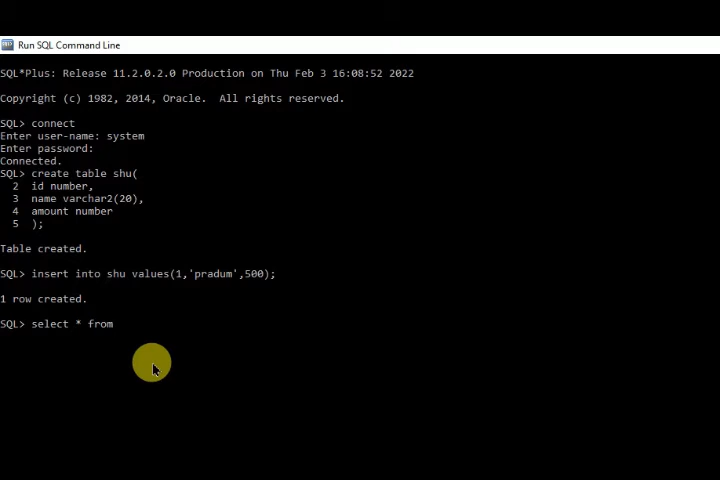 Run SQL Command Line
SQL*Plus: Release 11.2.0.2.0 Production on Thu Feb 3 16:08:52 2022
Copyright (c) 1982, 2014, Oracle.  All rights reserved.
SQL> connect
Enter user-name: system
Enter password:
Connected.
SQL> create table shu(
  2  id number,
  3  name varchar2(20),
  4  amount number
  5  );
Table created.
SQL> insert into shu values(1,'pradum',500);
1 row created.
SQL> select * from